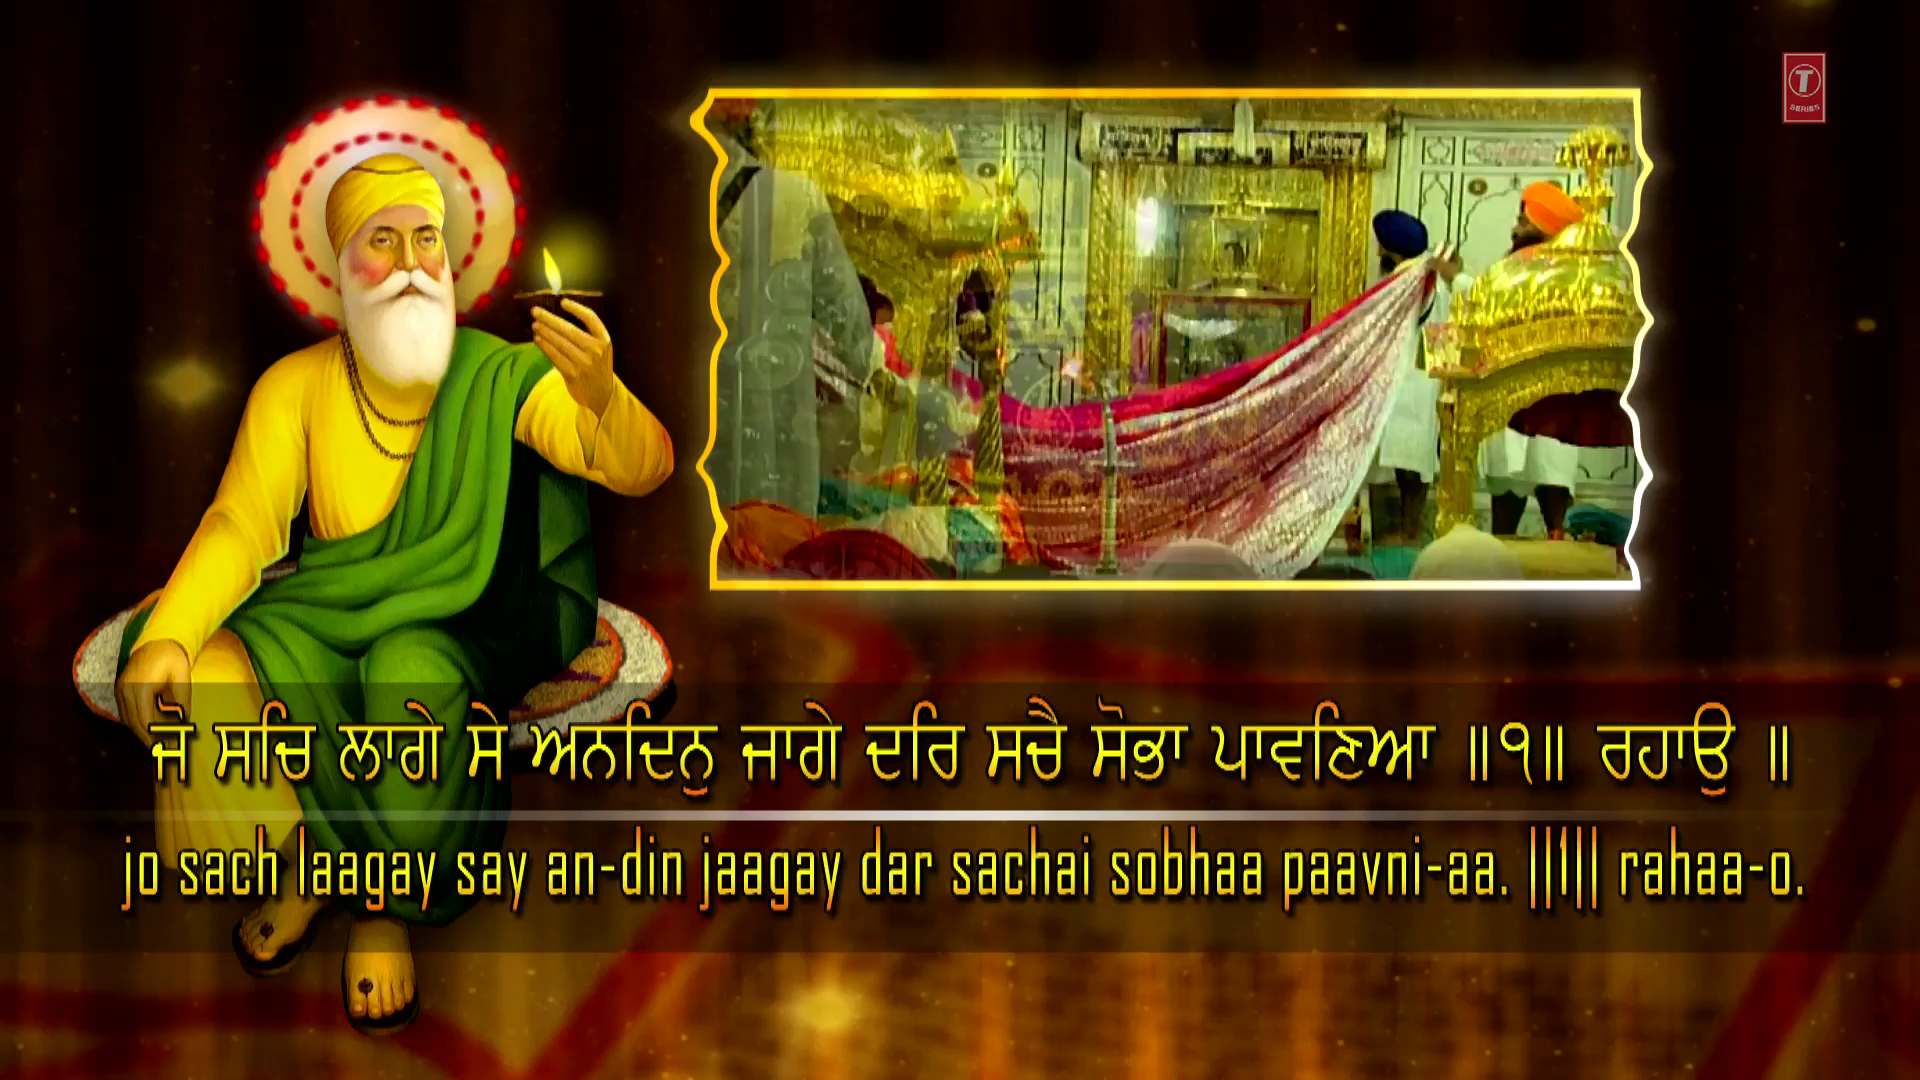 T
SERIES
ਜੋ ਸਚਿ ਲਾਗੇ ਸੇ ਅਨਦਿਨੁ ਜਾਗੇ ਦਰਿ ਸਚੈ ਸੋਭਾ ਪਾਵਣਿਆ ॥੧॥ ਰਹਾਉ ॥
jo sach laagay say an-din jaagay dar sachai sobhaa paavni-aa. ||1|| rahaa-o.